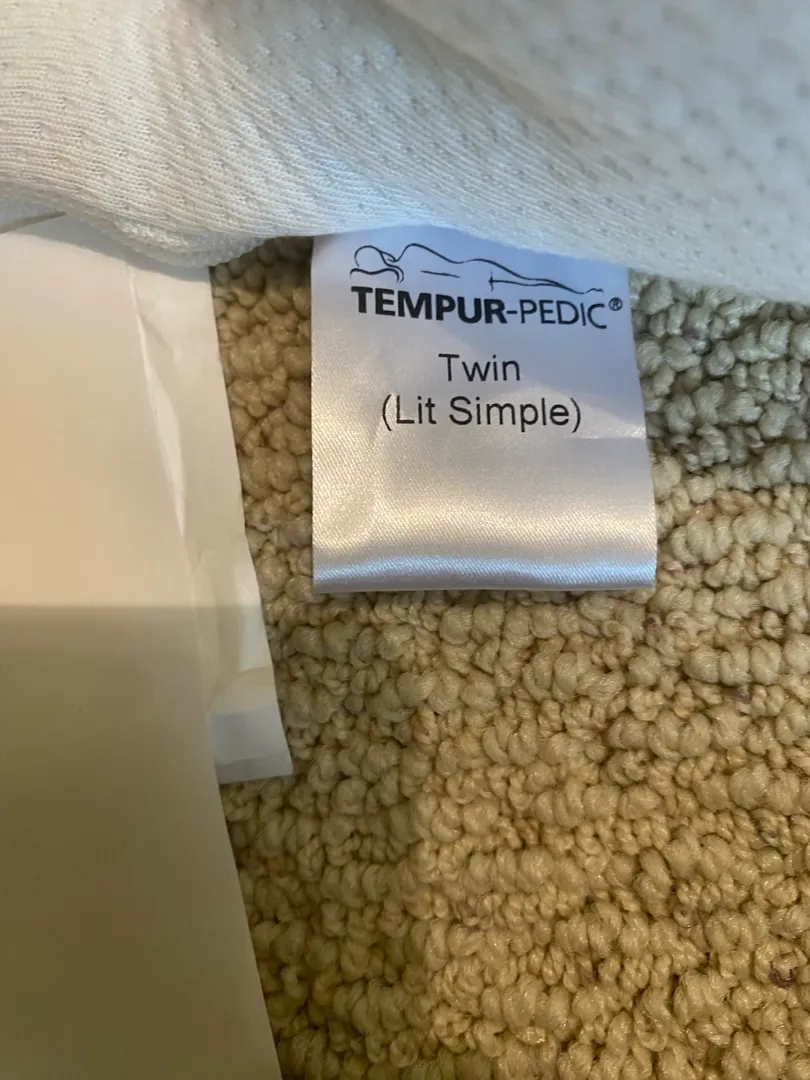 TEMPUR-PEDIC®
Twin
(Lit Simple)